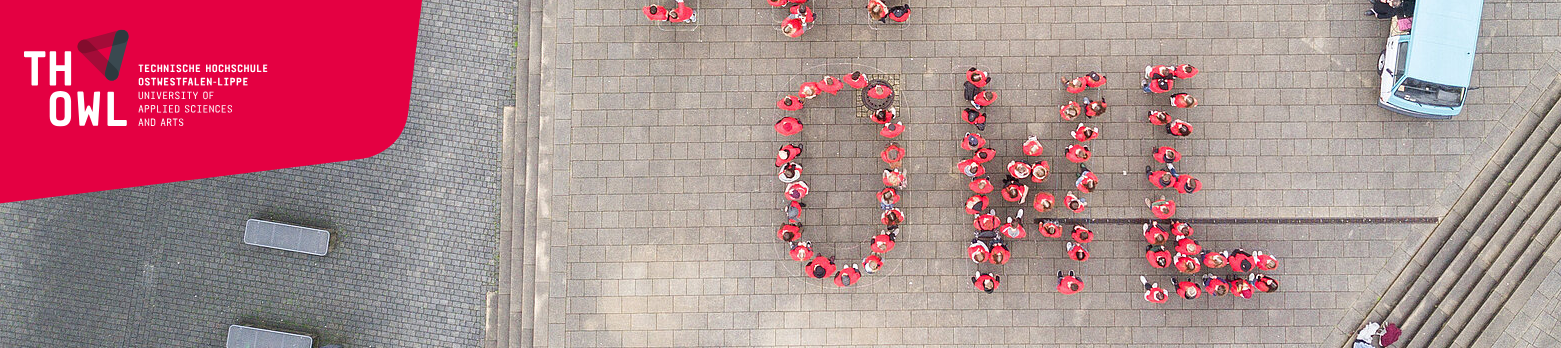 TH
OWL
TECHNISCHE HOCHSCHULE
OSTWESTFALEN-LIPPE
UNIVERSITY OF
APPLIED SCIENCES
AND ARTS
OWL